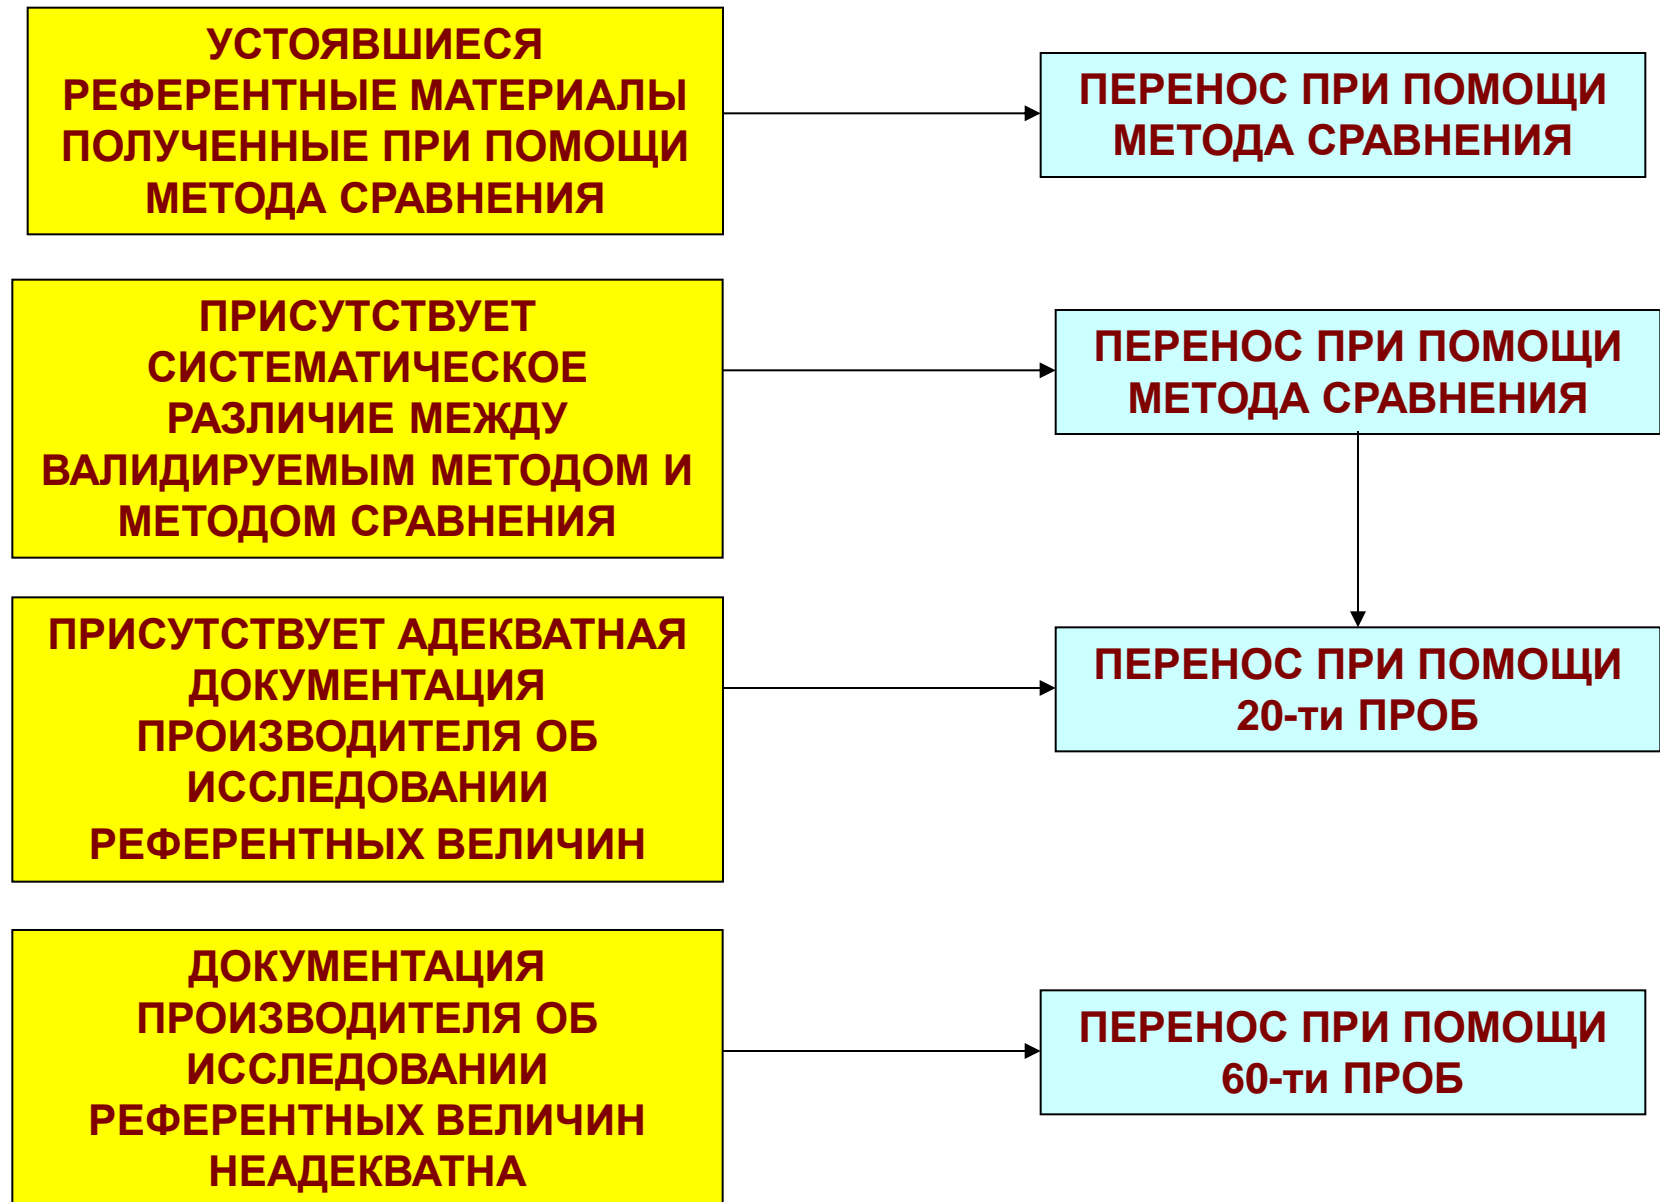 УСТОЯВШИЕСЯ
РЕФЕРЕНТНЫЕ МАТЕРИАЛЫ
ПОЛУЧЕННЫЕ ПРИ ПОМОЩИ
МЕТОДА СРАВНЕНИЯ
ПЕРЕНОС ПРИ ПОМОЩИ
МЕТОДА СРАВНЕНИЯ
ПРИСУТСТВУЕТ
СИСТЕМАТИЧЕСКОЕ
РАЗЛИЧИЕ МЕЖДУ
ВАЛИДИРУЕМЫМ МЕТОДОМ И
МЕТОДОМ СРАВНЕНИЯ
ПЕРЕНОС ПРИ ПОМОЩИ
МЕТОДА СРАВНЕНИЯ
ПРИСУТСТВУЕТ АДЕКВАТНАЯ
ДОКУМЕНТАЦИЯ
ПРОИЗВОДИТЕЛЯ ОБ
ИССЛЕДОВАНИИ
РЕФЕРЕНТНЫХ ВЕЛИЧИН
ПЕРЕНОС ПРИ ПОМОЩИ
20-ти ПРОБ
ДОКУМЕНТАЦИЯ
ПРОИЗВОДИТЕЛЯ ОБ
ИССЛЕДОВАНИИ
РЕФЕРЕНТНЫХ ВЕЛИЧИН
НЕАДЕКВАТНА
ПЕРЕНОС ПРИ ПОМОЩИ
60-ти ПРОБ